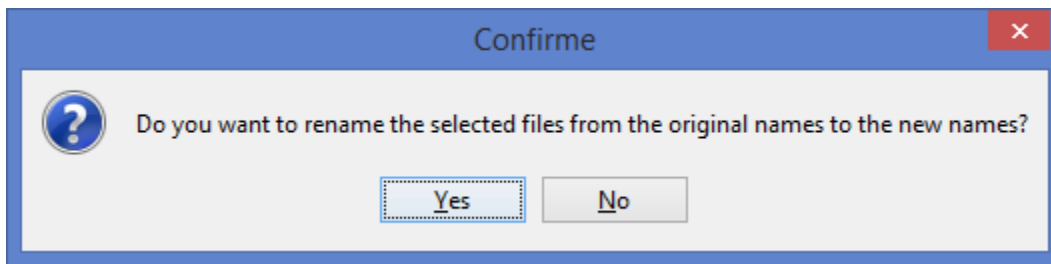 Confirme
Do you want to rename the selected files from the original names to the new names?
Yes
No